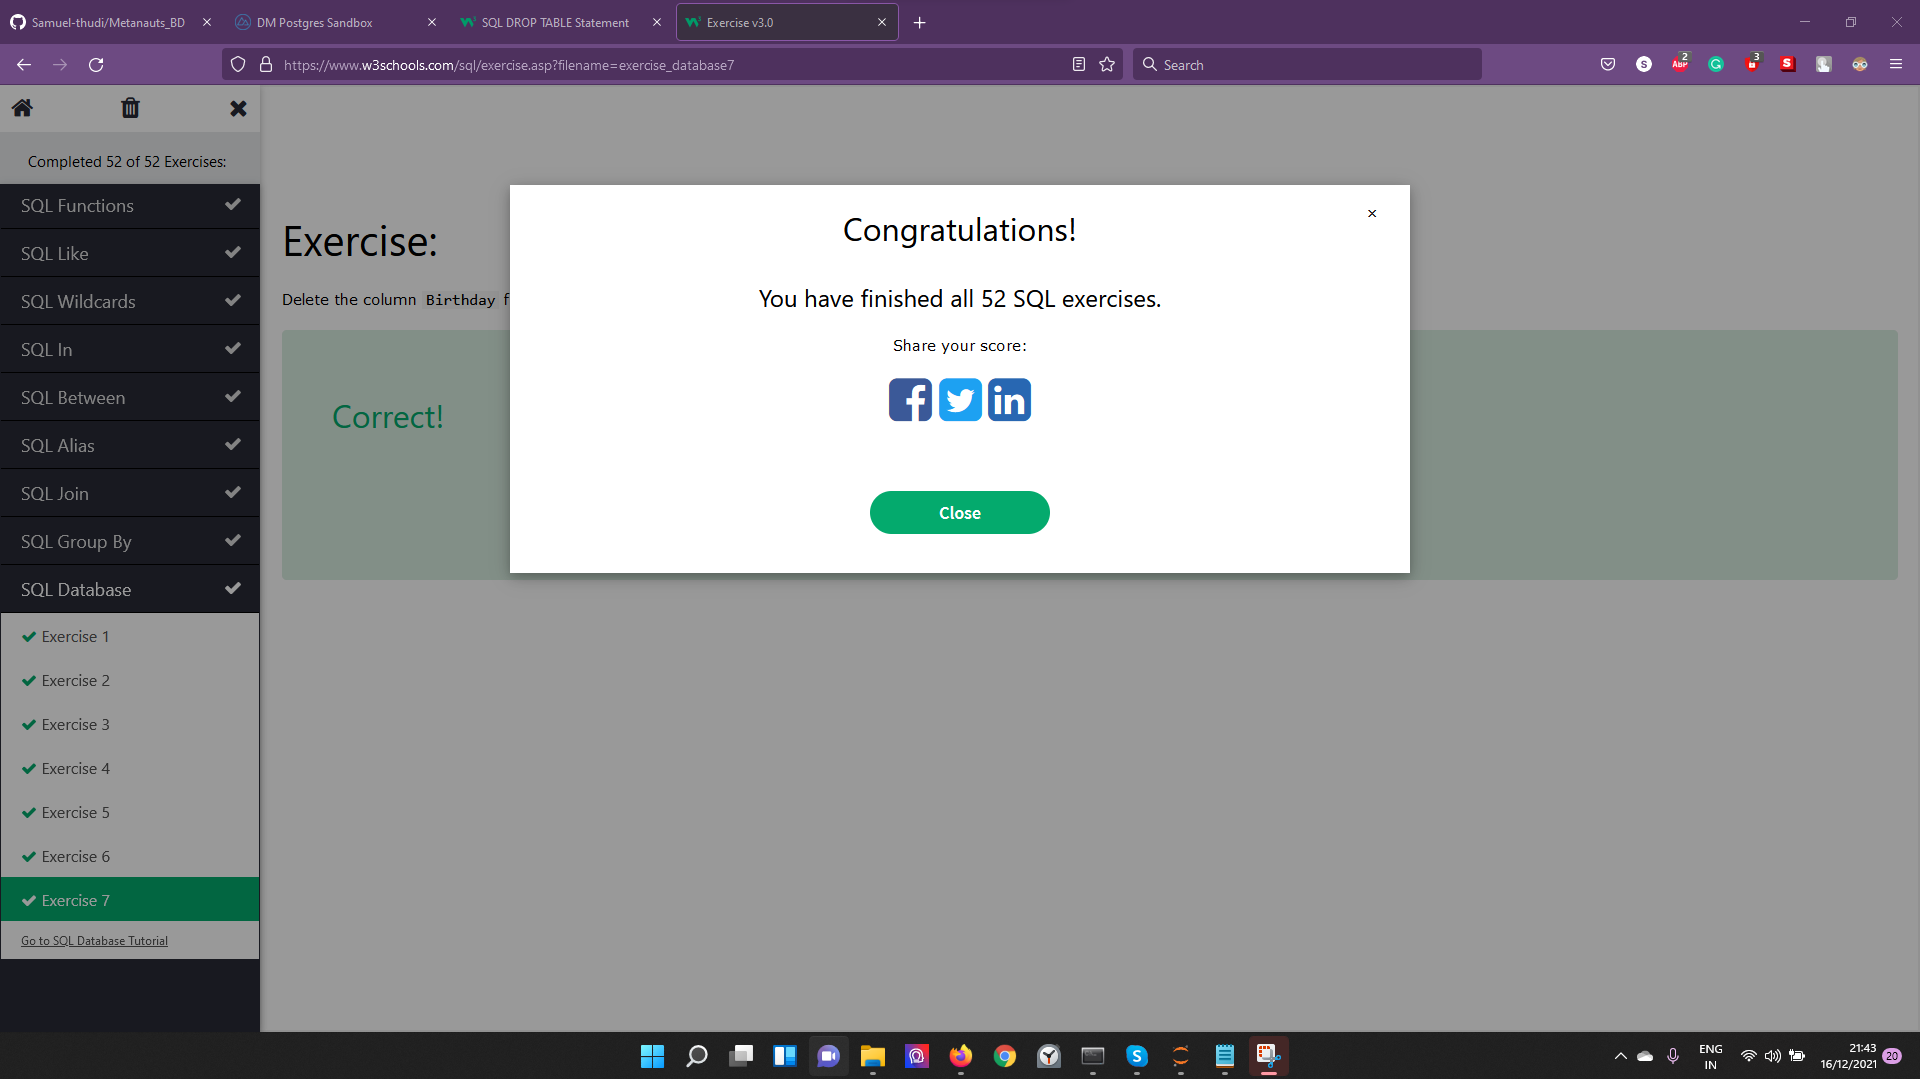 Samuel-thudi/Metanauts_BD
DM Postgres Sandbox
SQL DROP TABLE Statement
Exercise v3.0
https://www.w3schools.com/sql/exercise.asp?filename=exercise_database7
Search
S
2
ABP
3
S
Completed 52 of 52 Exercises:
SQL Functions
SQL Like
SQL Wildcards
SQL In
SQL Between
SQL Alias
SQL Join
SQL Group By
SQL Database
Exercise 1
Exercise 2
Exercise 3
Exercise 4
Exercise 5
Exercise 6
Exercise 7
Go to SQL Database Tutorial
Exercise:
Delete the column Birthday f
Correct!
Congratulations!
×
You have finished all 52 SQL exercises.
Share your score:
f
in
Close
S
ENG
IN
21:43
16/12/2021
20